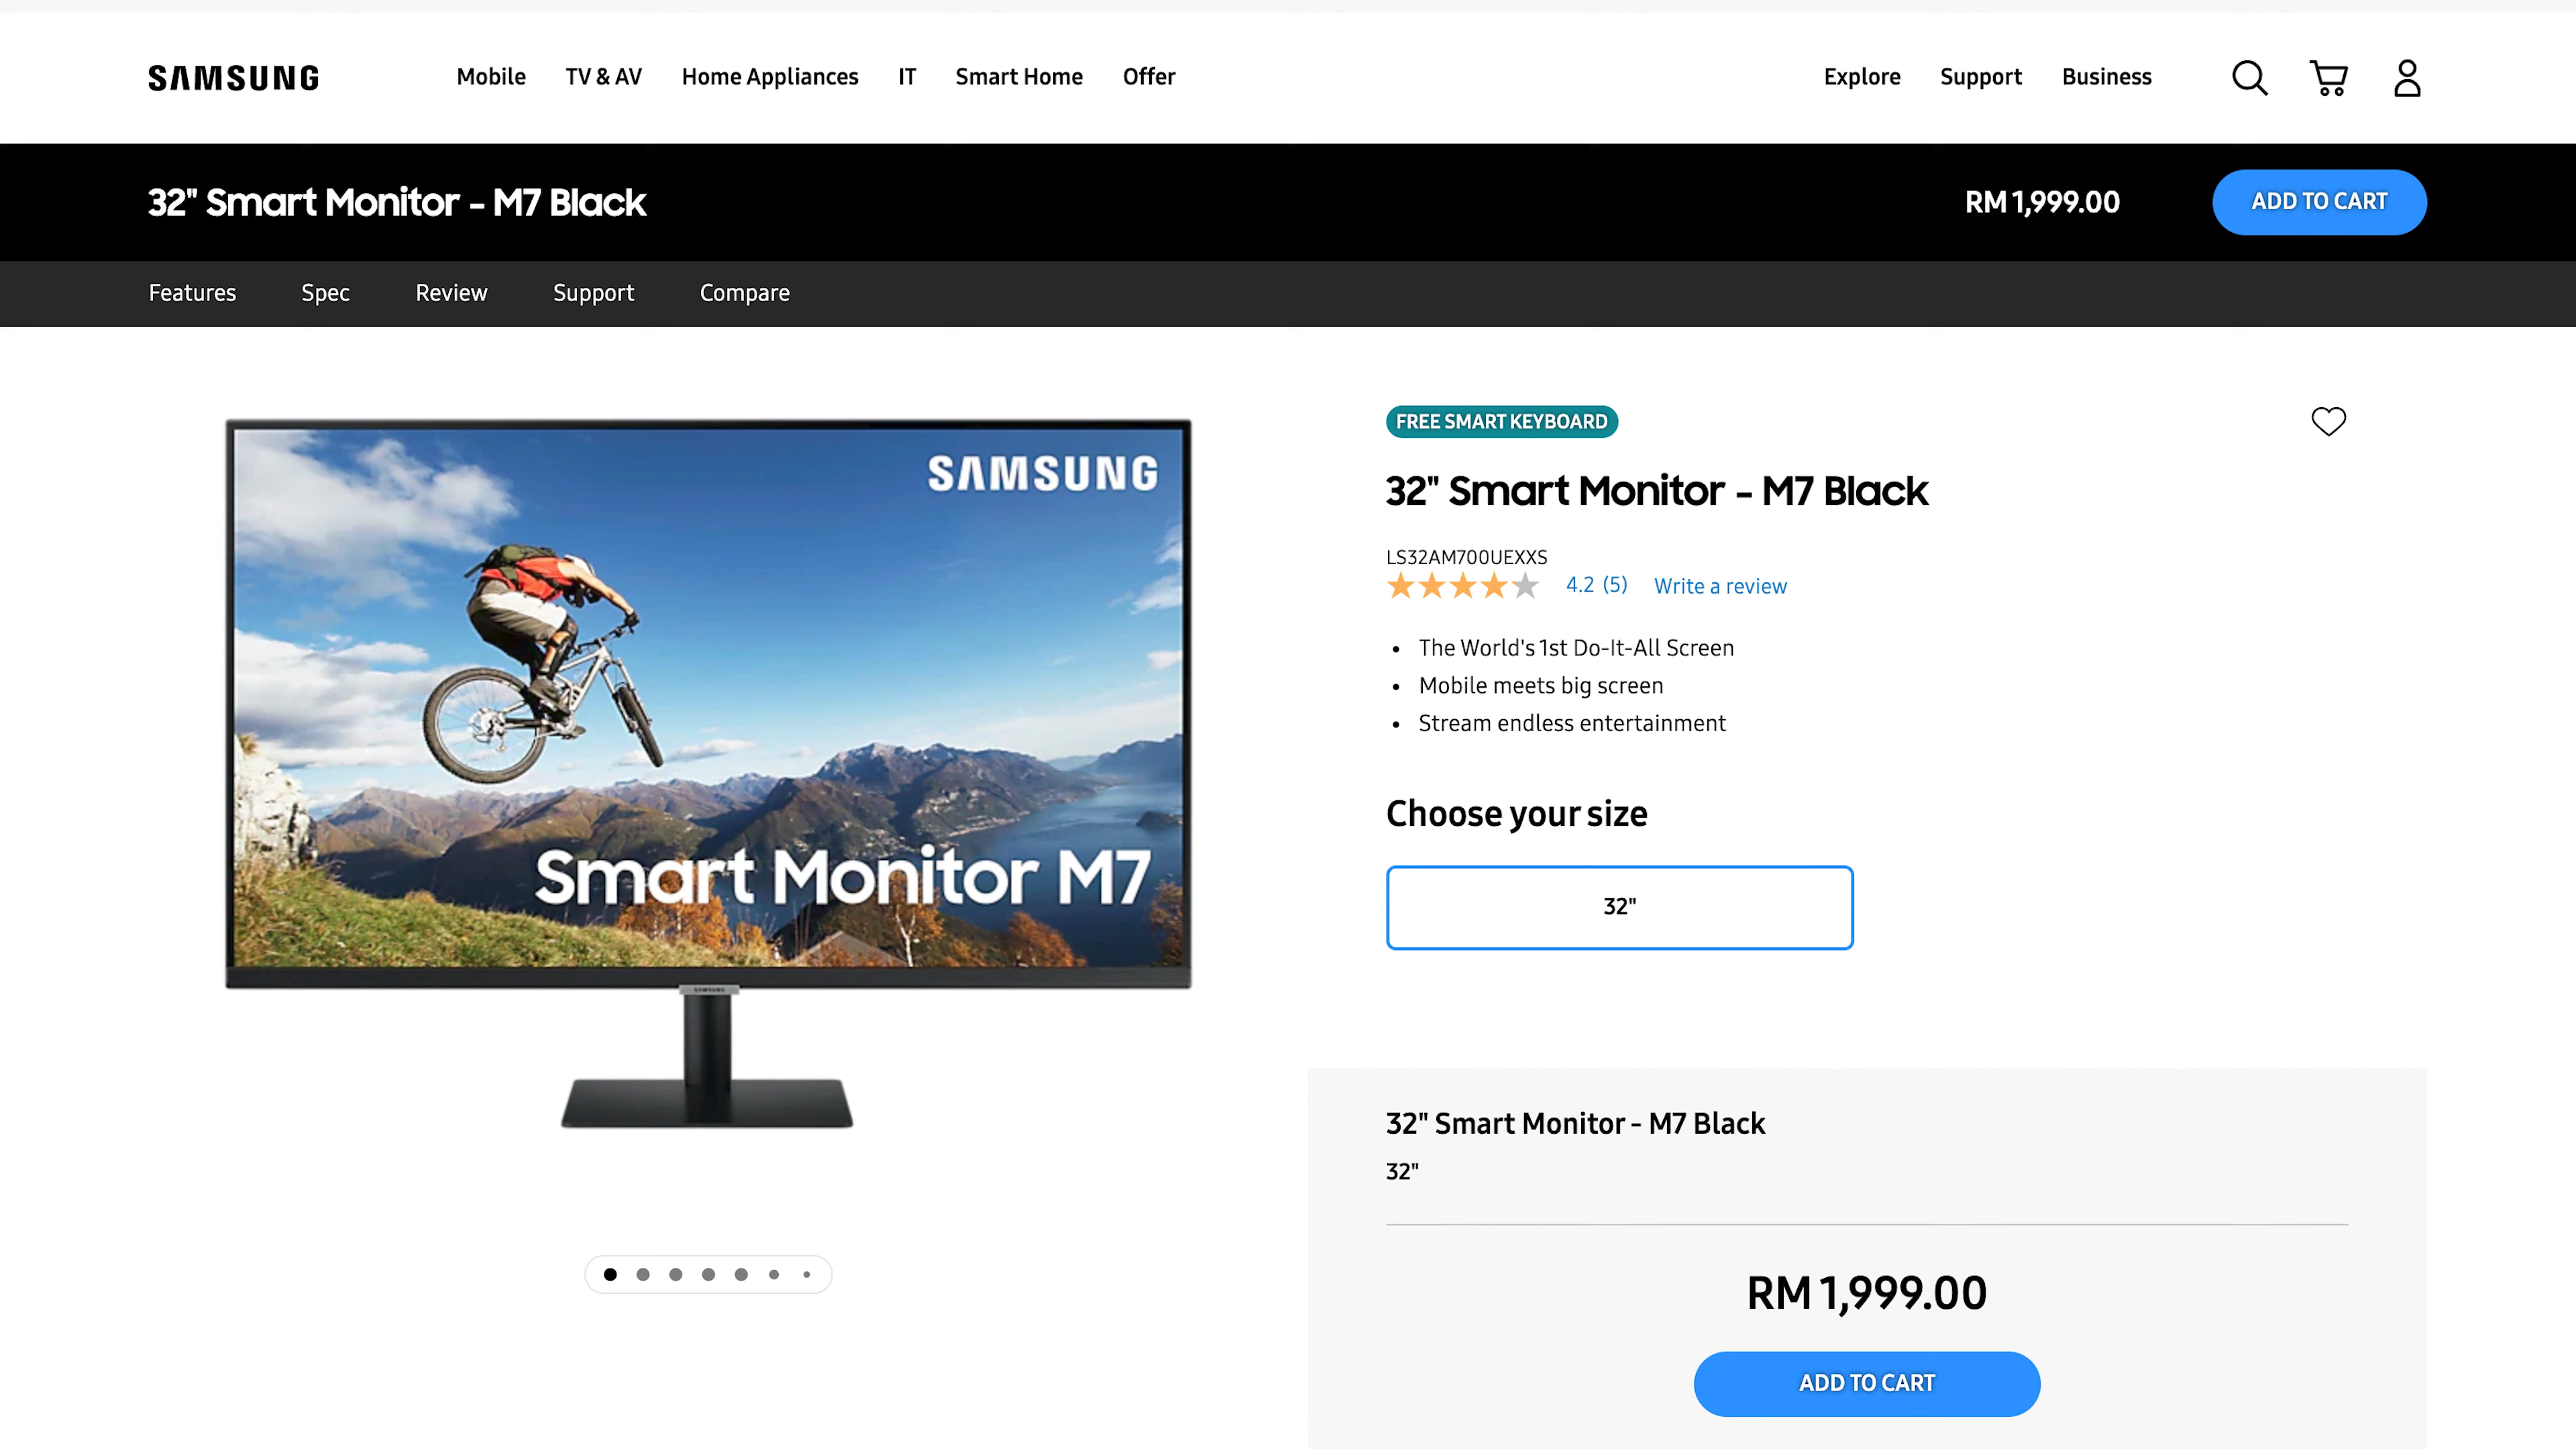 SAMSUNG
Mobile TV & AV Home Appliances IT Smart Home Offer
Explore Support Business
32" Smart Monitor - M7 Black
RM 1,999.00
ADD TO CART
Features Spec Review Support Compare
SAMSUNG
Smart Monitor M7
SAMSUNG
FREE SMART KEYBOARD
32" Smart Monitor - M7 Black
LS32AM700UEXXS
4.2 (5) Write a review
• The World's 1st Do-It-All Screen
• Mobile meets big screen
• Stream endless entertainment
Choose your size
32"
32" Smart Monitor - M7 Black
32"
RM 1,999.00
ADD TO CART